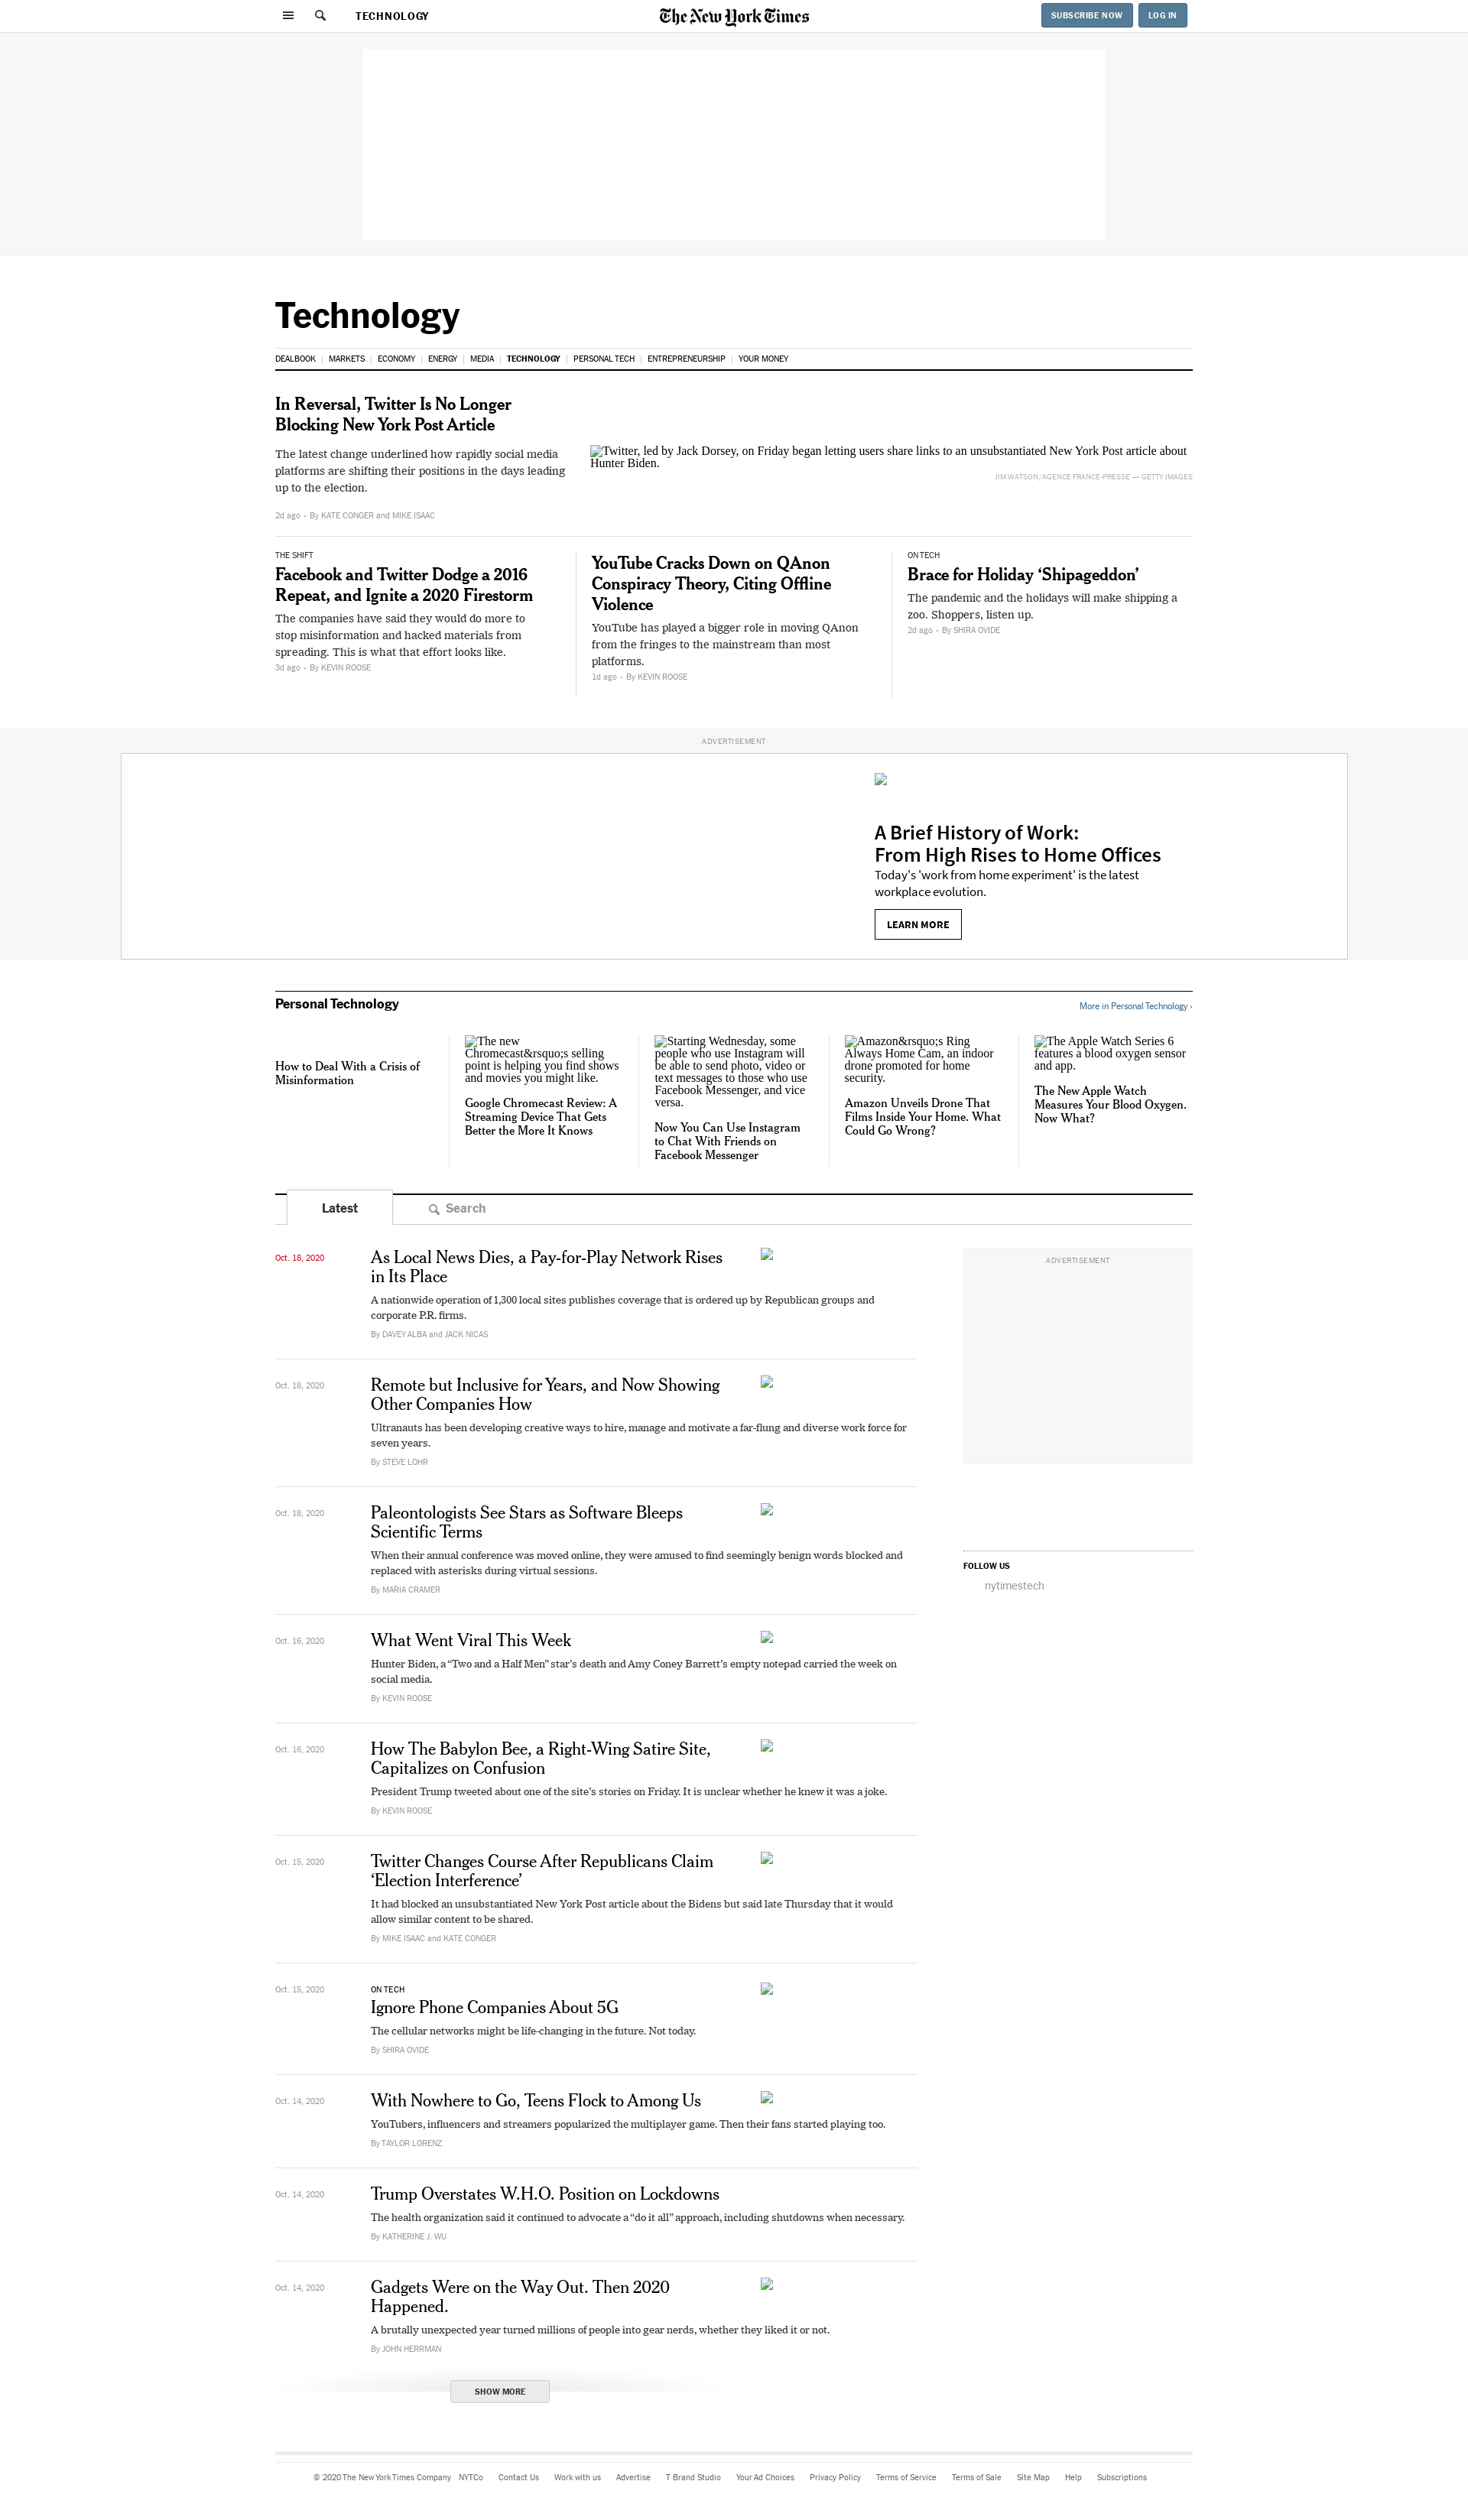 TECHNOLOGY
The New York Times
SUBSCRIBE NOW
LOG IN
Technology
DEALBOOK | MARKETS | ECONOMY | ENERGY | MEDIA | TECHNOLOGY | PERSONAL TECH | ENTREPRENEURSHIP | YOUR MONEY
In Reversal, Twitter Is No Longer
Blocking New York Post Article
The latest change underlined how rapidly social media
platforms are shifting their positions in the days leading
up to the election.
2d ago • By KATE CONGER and MIKE ISAAC
Twitter, led by Jack Dorsey, on Friday began letting users share links to an unsubstantiated New York Post article about
Hunter Biden.
JIM WATSON/AGENCE FRANCE-PRESSE — GETTY IMAGES
THE SHIFT
Facebook and Twitter Dodge a 2016
Repeat, and Ignite a 2020 Firestorm
The companies have said they would do more to
stop misinformation and hacked materials from
spreading. This is what that effort looks like.
3d ago • By KEVIN ROOSE
YouTube Cracks Down on QAnon
Conspiracy Theory, Citing Offline
Violence
YouTube has played a bigger role in moving QAnon
from the fringes to the mainstream than most
platforms.
1d ago • By KEVIN ROOSE
ON TECH
Brace for Holiday ‘Shipageddon’
The pandemic and the holidays will make shipping a
zoo. Shoppers, listen up.
2d ago • By SHIRA OVIDE
ADVERTISEMENT
A Brief History of Work:
From High Rises to Home Offices
Today's 'work from home experiment' is the latest
workplace evolution.
LEARN MORE
Personal Technology
More in Personal Technology ›
How to Deal With a Crisis of
Misinformation
The new
Chromecast&rsquo;s selling
point is helping you find shows
and movies you might like.
Google Chromecast Review: A
Streaming Device That Gets
Better the More It Knows
Starting Wednesday, some
people who use Instagram will
be able to send photo, video or
text messages to those who use
Facebook Messenger, and vice
versa.
Now You Can Use Instagram
to Chat With Friends on
Facebook Messenger
Amazon&rsquo;s Ring
Always Home Cam, an indoor
drone promoted for home
security.
Amazon Unveils Drone That
Films Inside Your Home. What
Could Go Wrong?
The Apple Watch Series 6
features a blood oxygen sensor
and app.
The New Apple Watch
Measures Your Blood Oxygen.
Now What?
Latest
Search
Oct. 18, 2020
As Local News Dies, a Pay-for-Play Network Rises
in Its Place
A nationwide operation of 1,300 local sites publishes coverage that is ordered up by Republican groups and
corporate P.R. firms.
By DAVEY ALBA and JACK NICAS
ADVERTISEMENT
Oct. 18, 2020
Remote but Inclusive for Years, and Now Showing
Other Companies How
Ultranauts has been developing creative ways to hire, manage and motivate a far-flung and diverse work force for
seven years.
By STEVE LOHR
Oct. 18, 2020
Paleontologists See Stars as Software Bleeps
Scientific Terms
When their annual conference was moved online, they were amused to find seemingly benign words blocked and
replaced with asterisks during virtual sessions.
By MARIA CRAMER
FOLLOW US
nytimestech
Oct. 16, 2020
What Went Viral This Week
Hunter Biden, a “Two and a Half Men” star’s death and Amy Coney Barrett’s empty notepad carried the week on
social media.
By KEVIN ROOSE
Oct. 16, 2020
How The Babylon Bee, a Right-Wing Satire Site,
Capitalizes on Confusion
President Trump tweeted about one of the site’s stories on Friday. It is unclear whether he knew it was a joke.
By KEVIN ROOSE
Oct. 15, 2020
Twitter Changes Course After Republicans Claim
‘Election Interference’
It had blocked an unsubstantiated New York Post article about the Bidens but said late Thursday that it would
allow similar content to be shared.
By MIKE ISAAC and KATE CONGER
Oct. 15, 2020
ON TECH
Ignore Phone Companies About 5G
The cellular networks might be life-changing in the future. Not today.
By SHIRA OVIDE
Oct. 14, 2020
With Nowhere to Go, Teens Flock to Among Us
YouTubers, influencers and streamers popularized the multiplayer game. Then their fans started playing too.
By TAYLOR LORENZ
Oct. 14, 2020
Trump Overstates W.H.O. Position on Lockdowns
The health organization said it continued to advocate a “do it all” approach, including shutdowns when necessary.
By KATHERINE J. WU
Oct. 14, 2020
Gadgets Were on the Way Out. Then 2020
Happened.
A brutally unexpected year turned millions of people into gear nerds, whether they liked it or not.
By JOHN HERRMAN
SHOW MORE
© 2020 The New York Times Company NYTCo Contact Us Work with us Advertise T Brand Studio Your Ad Choices Privacy Policy Terms of Service Terms of Sale Site Map Help Subscriptions